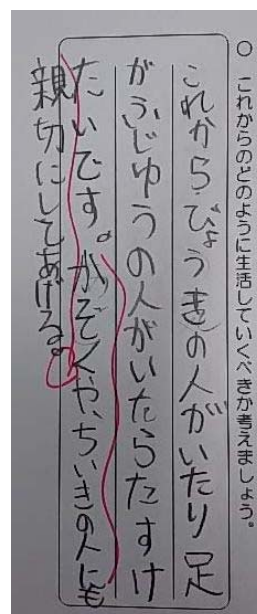 ○ これからのどのように生活していくべきか考えましょう。
これからびょうきの人がいたり足
がふじゆうの人がいたらたすけ
たいです。かぞくや、ちいきの人にも
親切にしてあげる。